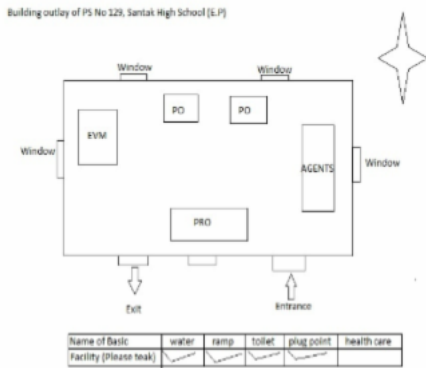 Building outlay of PS No 129, Santak High School (E.P)
Window
Window
PO
PO
EVM
Window
AGENTS
Window
PRO
Exit
Entrance
Name of Basic water ramp toilet plug point health care
Facility (Please teak)